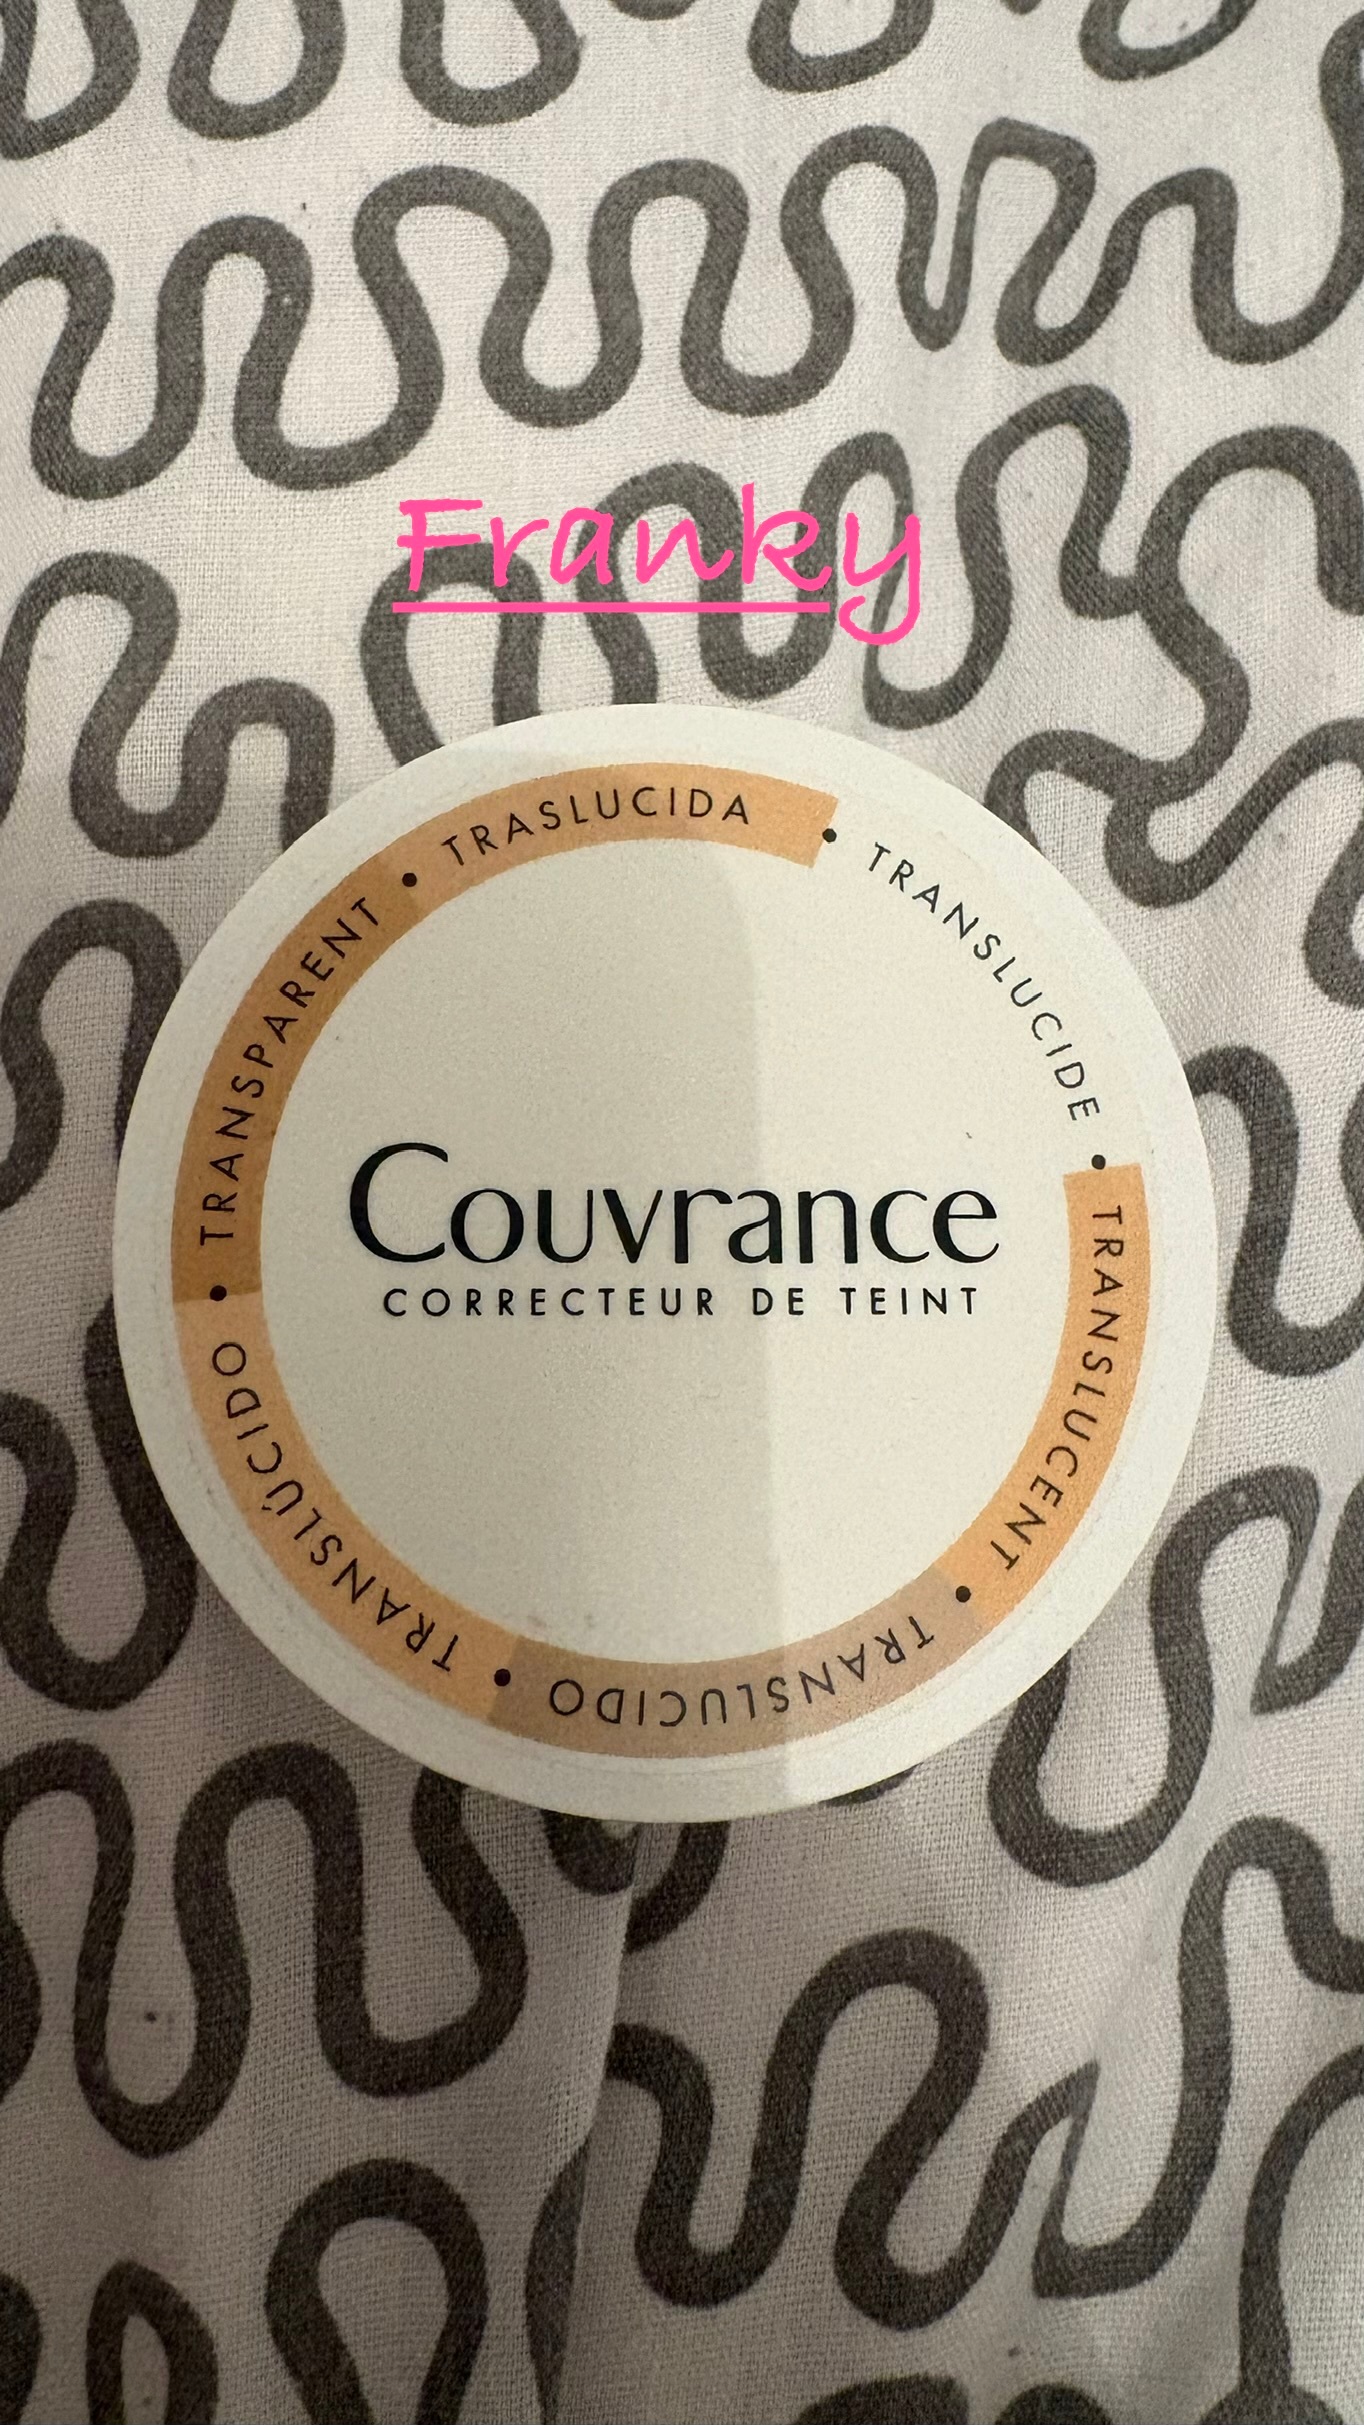 Franky
TRANSLUCIDE • TRANSLUCENT • TRANSLUCIDO • TRANSLÚCIDO • TRANSPARENT • TRASLUCIDA •
Couvrance
CORRECTEUR DE TEINT